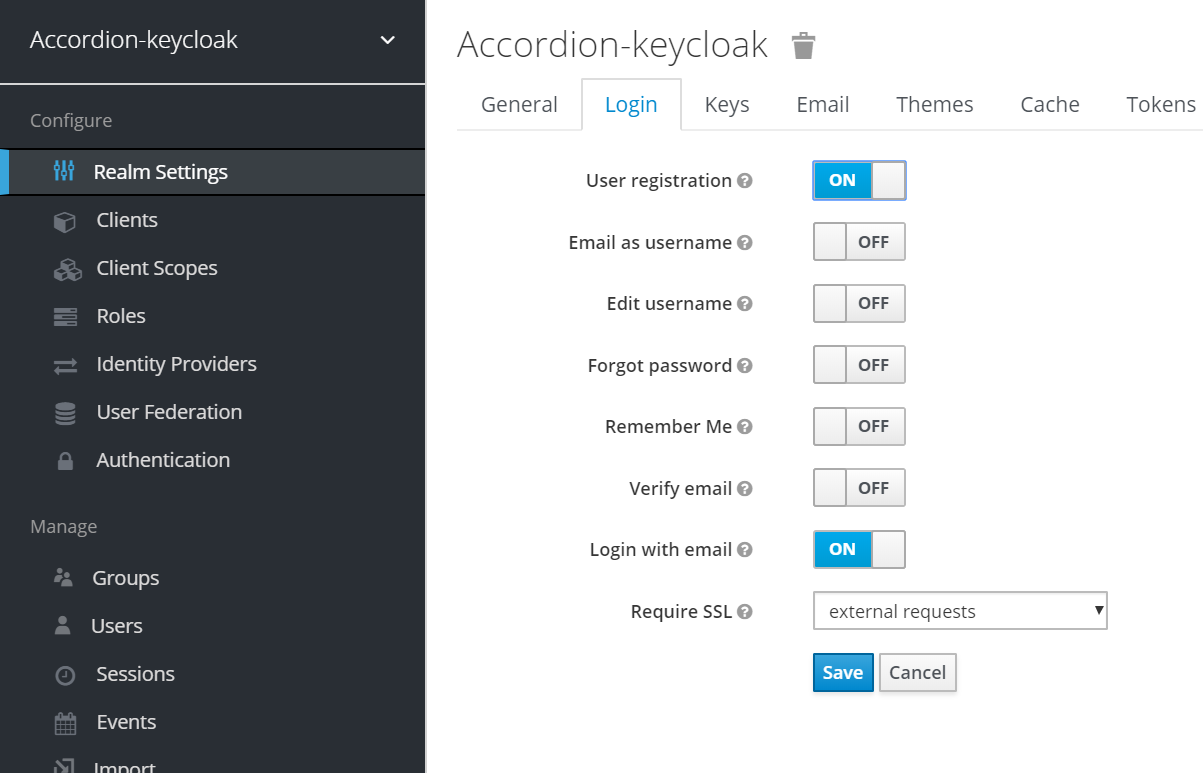 Accordion-keycloak
Configure
Realm Settings
Clients
Client Scopes
Roles
Identity Providers
User Federation
Authentication
Manage
Groups
Users
Sessions
Events
Import
Accordion-keycloak
General Login Keys Email Themes Cache Tokens
User registration ON
Email as username OFF
Edit username OFF
Forgot password OFF
Remember Me OFF
Verify email OFF
Login with email ON
Require SSL external requests
Save Cancel